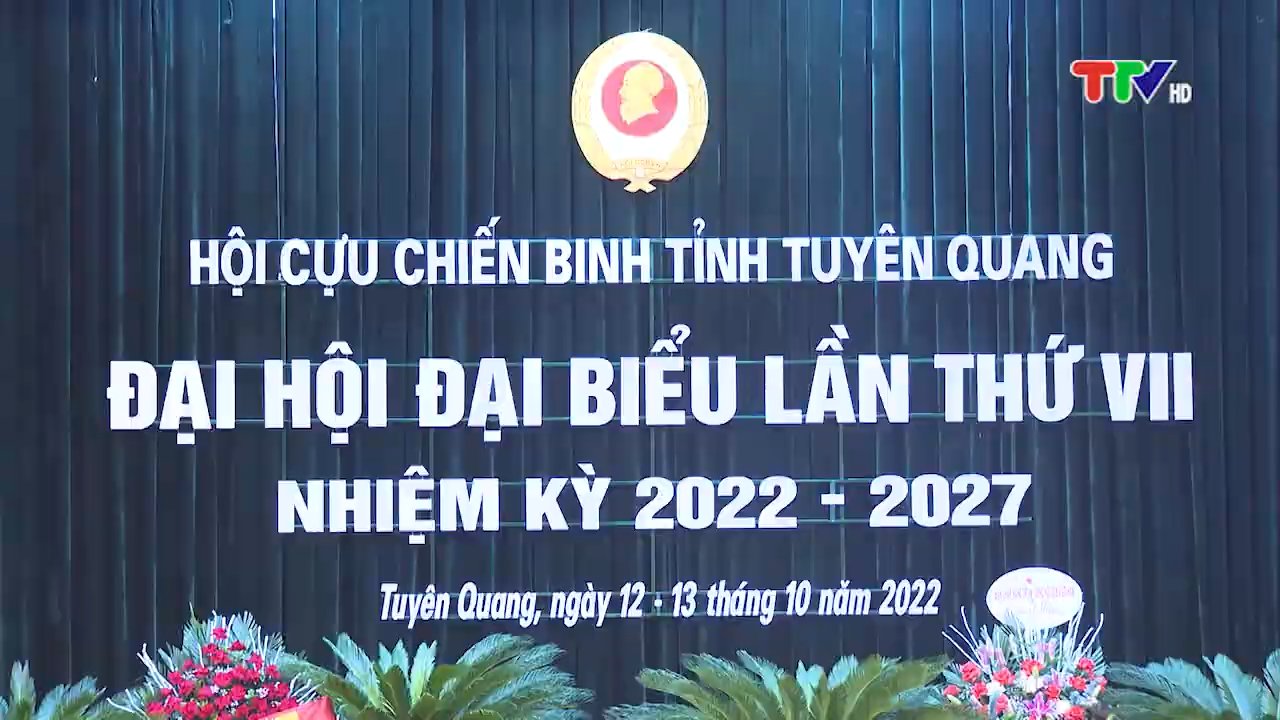 TTV HD
HỘI CỰU CHIẾN BINH TỈNH TUYÊN QUANG
ĐẠI HỘI ĐẠI BIỂU LẦN THỨ VII
NHIỆM KỲ 2022 - 2027
Tuyên Quang, ngày 12 - 13 tháng 10 năm 2022